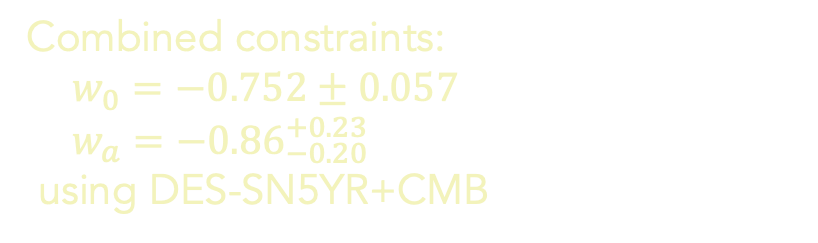 Combined constraints:
w₀ = −0.752 ± 0.057
wₐ = −0.86⁺⁰·²³₋₀.₂₀
using DES-SN5YR+CMB